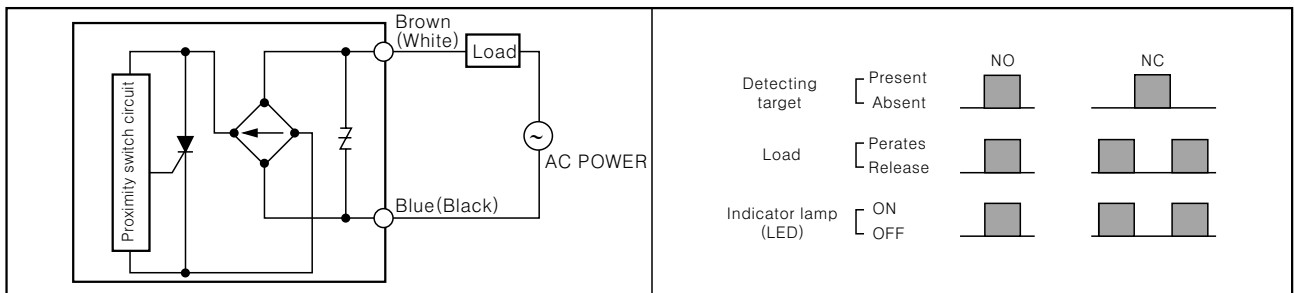 Brown
(White)
Load
Proximity switch circuit
~
AC POWER
Blue(Black)
NO
NC
Detecting
target
Present
Absent
Load
Perates
Release
Indicator lamp
(LED)
ON
OFF